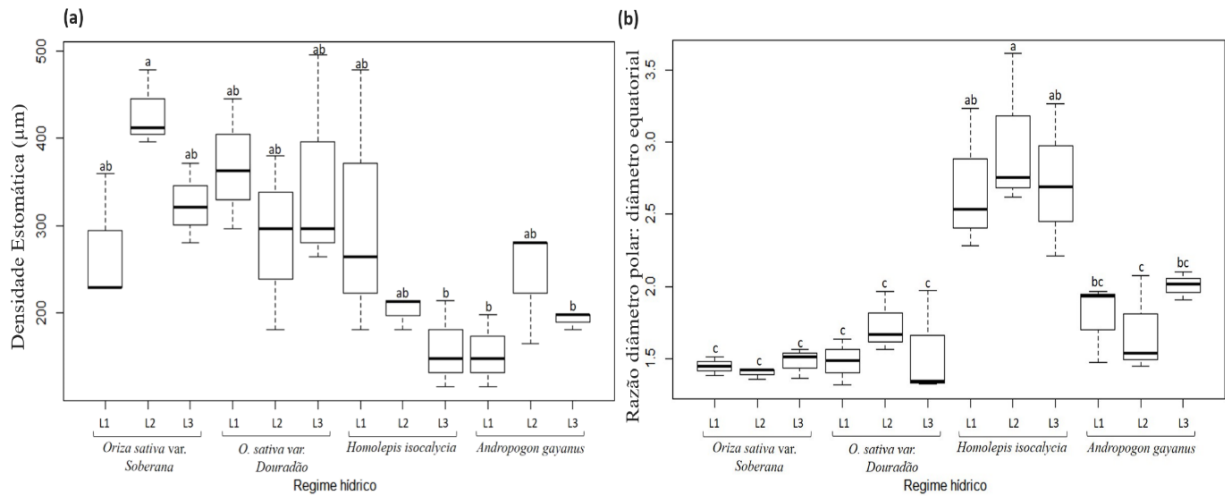 (a)
Densidade Estomática (µm)
500
400
300
200
ab
a
ab
ab
ab
ab
ab
ab
b
b
ab
b
L1 L2 L3 L1 L2 L3 L1 L2 L3 L1 L2 L3
Oriza sativa var. Soberana
O. sativa var. Douradão
Homolepis isocalycia
Andropogon gayanus
Regime hídrico
(b)
Razão diâmetro polar: diâmetro equatorial
3.5
3.0
2.5
2.0
1.5
c
c
c
c
c
c
ab
a
ab
bc
c
bc
L1 L2 L3 L1 L2 L3 L1 L2 L3 L1 L2 L3
Oriza sativa var. Soberana
O. sativa var. Douradão
Homolepis isocalycia
Andropogon gayanus
Regime hídrico